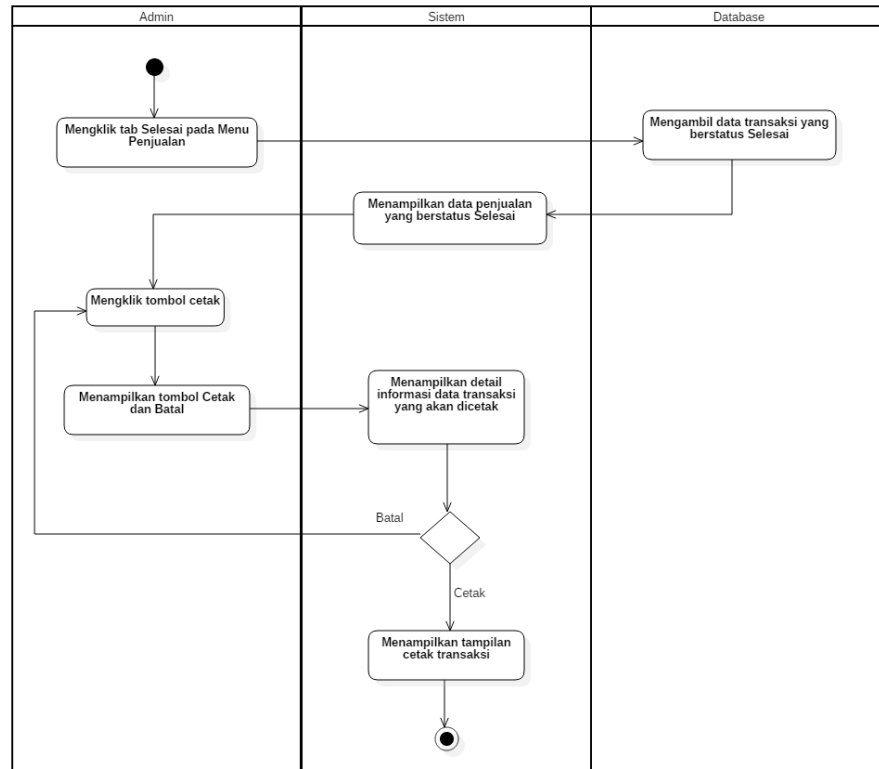 Admin
Sistem
Database
Mengklik tab Selesai pada Menu
Penjualan
Mengambil data transaksi yang
berstatus Selesai
Menampilkan data penjualan
yang berstatus Selesai
Mengklik tombol cetak
Menampilkan tombol Cetak
dan Batal
Menampilkan detail
informasi data transaksi
yang akan dicetak
Batal
Cetak
Menampilkan tampilan
cetak transaksi